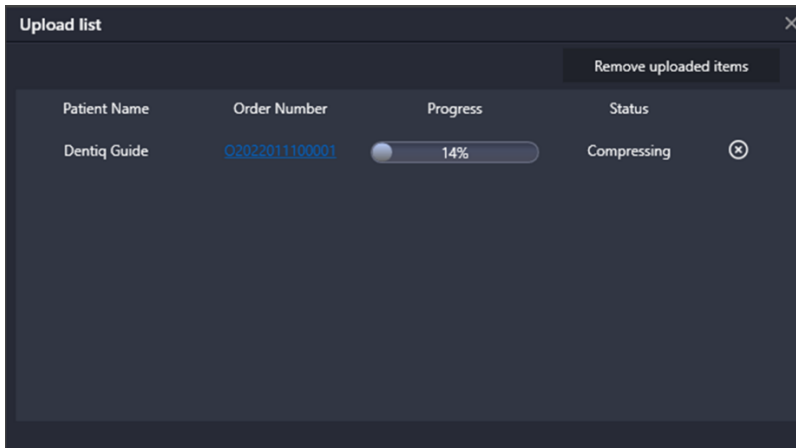 Upload list
Remove uploaded items
Patient Name Order Number Progress Status
Dentiq Guide O2022011100001 14% Compressing